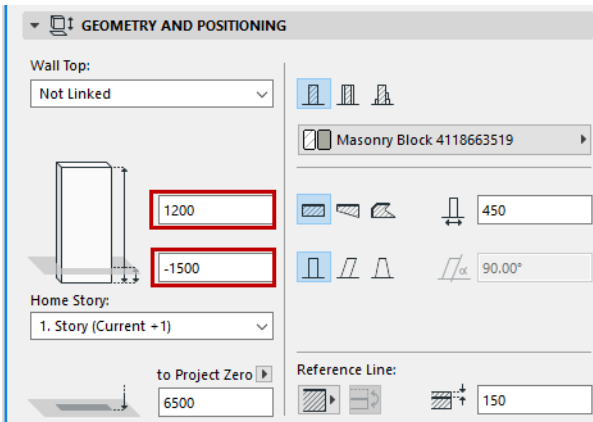 GEOMETRY AND POSITIONING
Wall Top:
Not Linked
Masonry Block 4118663519
1200
450
-1500
α
90.00°
Home Story:
1. Story (Current +1)
to Project Zero
6500
Reference Line:
150